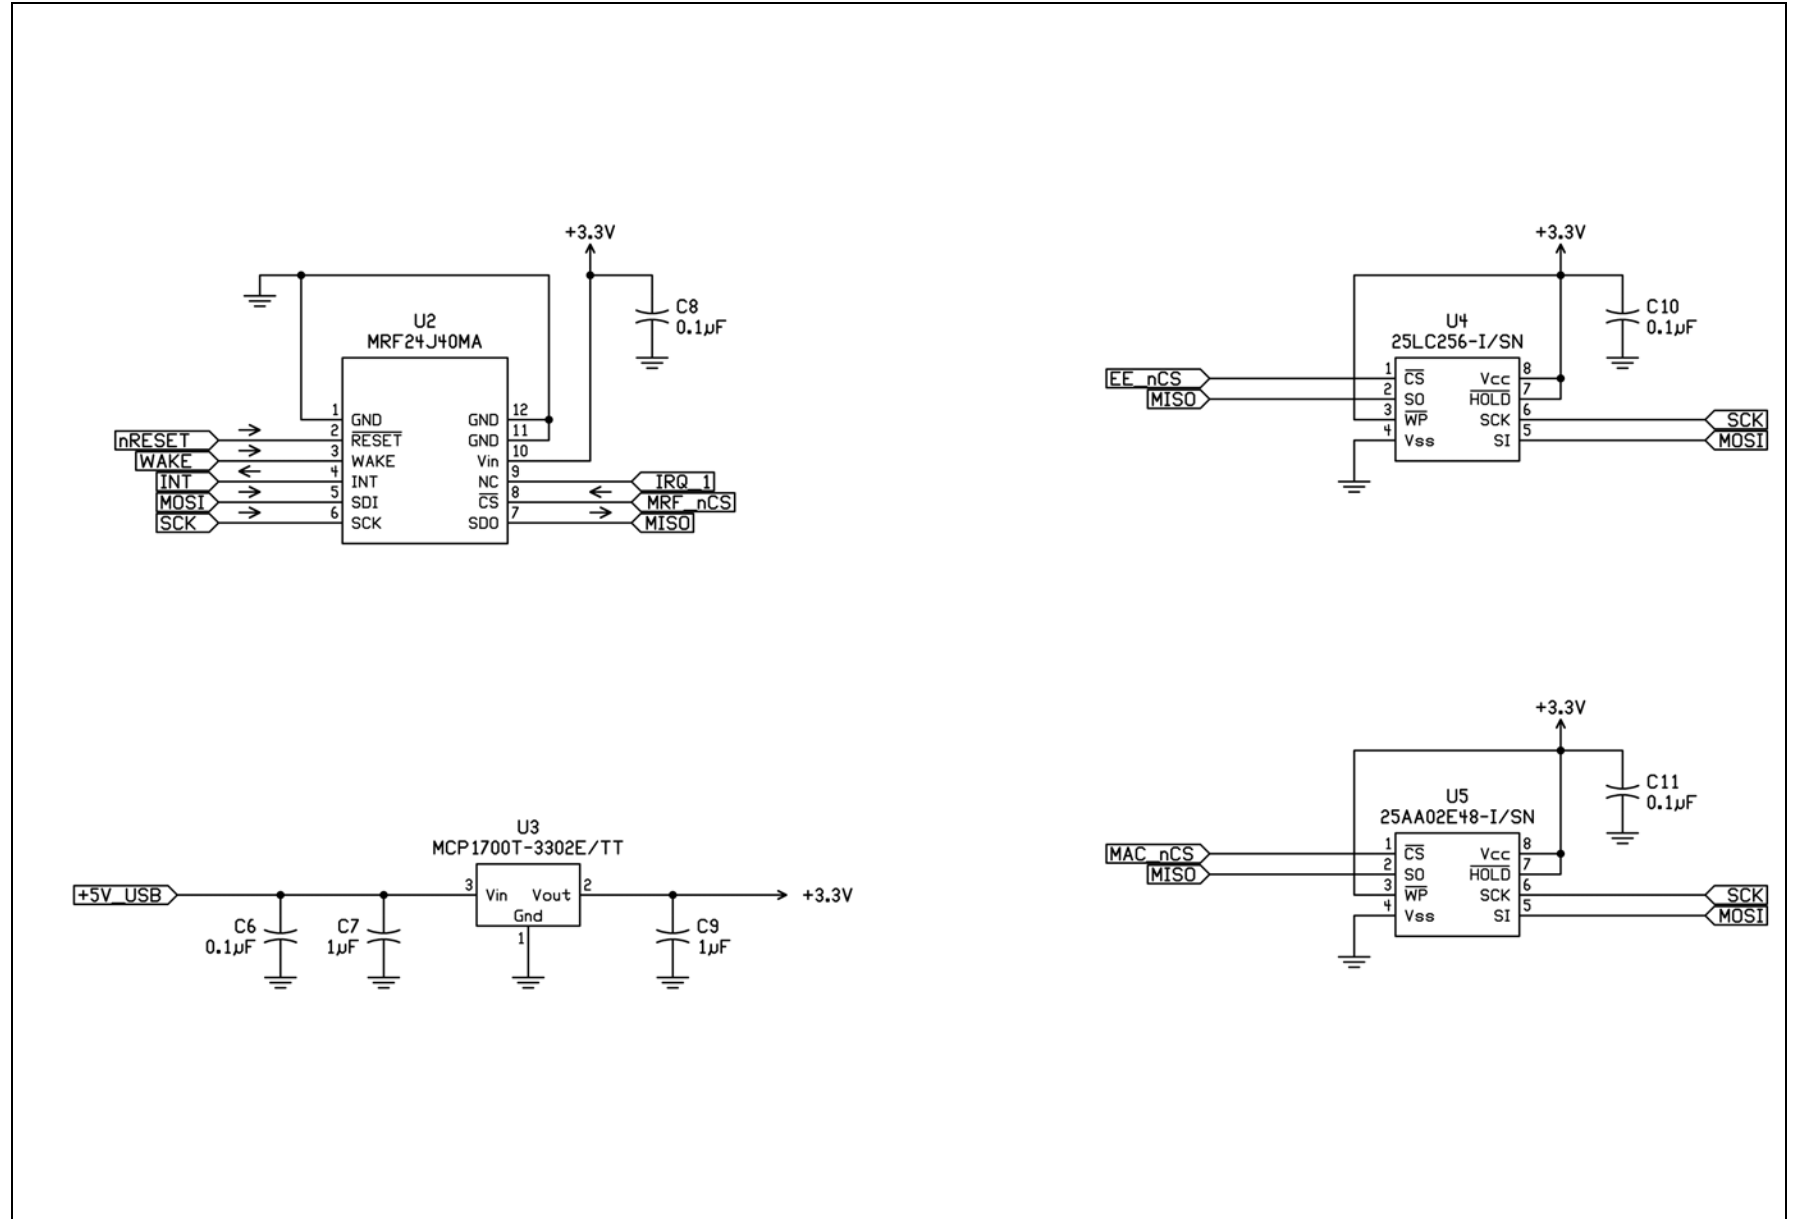 +3.3V
C8
0.1µF
U2
MRF24J40MA
1 GND
2 RESET
3 WAKE
4 INT
5 SDI
6 SCK
GND 12
GND 11
Vin 10
NC 9
CS 8
SDO 7
nRESET
WAKE
INT
MOSI
SCK
IRQ_1
MRF_nCS
MISO
+3.3V
C10
0.1µF
U4
25LC256-I/SN
EE_nCS
MISO
1 CS
2 SO
3 WP
4 Vss
Vcc 8
HOLD 7
SCK 6
SI 5
SCK
MOSI
U3
MCP1700T-3302E/TT
+5V_USB
3 Vin
Vout 2
Gnd
1
+3.3V
C6
0.1µF
C7
1µF
C9
1µF
+3.3V
C11
0.1µF
U5
25AA02E48-I/SN
MAC_nCS
MISO
1 CS
2 SO
3 WP
4 Vss
Vcc 8
HOLD 7
SCK 6
SI 5
SCK
MOSI